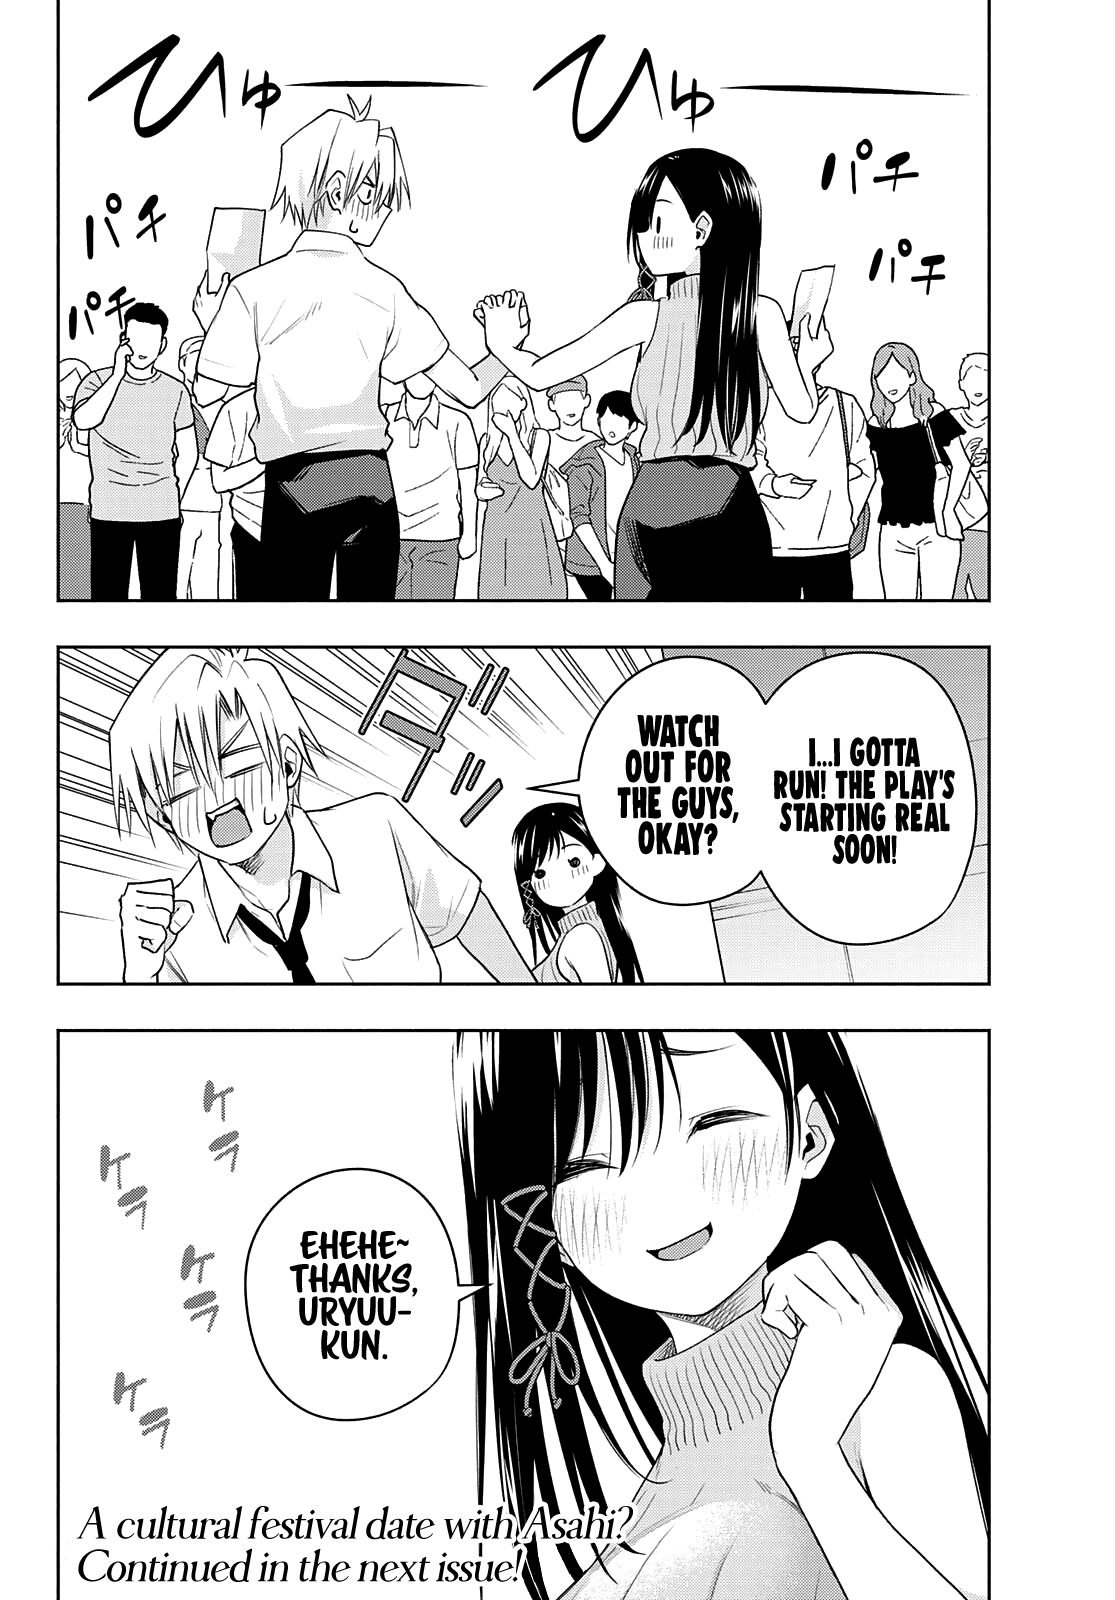 ひゅー
ひゅー
パチ
パチ
パチ
パチ
I...I GOTTA
RUN! THE PLAY'S
STARTING REAL
SOON!
WATCH
OUT FOR
THE GUYS,
OKAY?
ケラ
ケラ
ケラ
ケラ
EHEHE~
THANKS,
URYUU-
KUN.
A cultural festival date with Asahi?
Continued in the next issue!